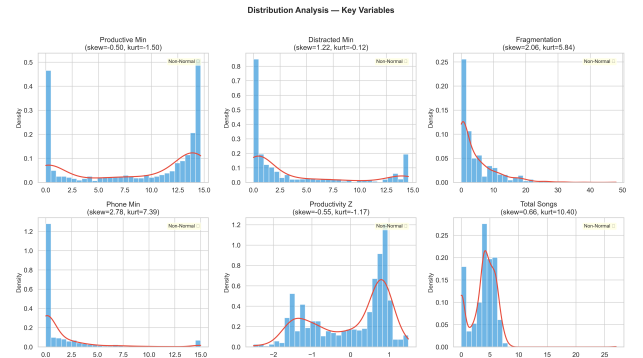 Distribution Analysis — Key Variables
Productive Min
(skew=-0.50, kurt=-1.50)
Distracted Min
(skew=1.22, kurt=-0.12)
Fragmentation
(skew=2.06, kurt=5.84)
Non-Normal
Non-Normal
Non-Normal
Density
0.5
0.4
0.3
0.2
0.1
0.0
0.0 2.5 5.0 7.5 10.0 12.5 15.0
Density
0.8
0.7
0.6
0.5
0.4
0.3
0.2
0.1
0.0
0.0 2.5 5.0 7.5 10.0 12.5 15.0
Density
0.25
0.20
0.15
0.10
0.05
0.00
0 10 20 30 40 50
Phone Min
(skew=2.78, kurt=7.39)
Productivity Z
(skew=-0.55, kurt=-1.17)
Total Songs
(skew=0.66, kurt=10.40)
Non-Normal
Non-Normal
Non-Normal
Density
1.2
1.0
0.8
0.6
0.4
0.2
0.0
0.0 2.5 5.0 7.5 10.0 12.5 15.0
Density
1.2
1.0
0.8
0.6
0.4
0.2
0.0
−2 −1 0 1
Density
0.25
0.20
0.15
0.10
0.05
0.00
0 5 10 15 20 25